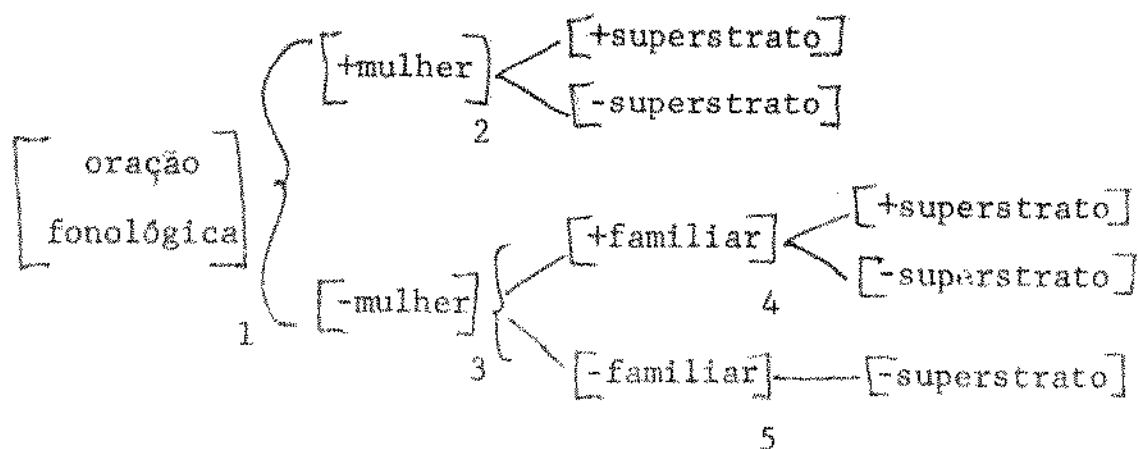 [+superstrato]
[+mulher]
[-superstrato]
2
[oração
fonológica]
[+superstrato]
[+familiar]
[-superstrato]
[-mulher]
1
4
3
[-familiar]
[-superstrato]
5